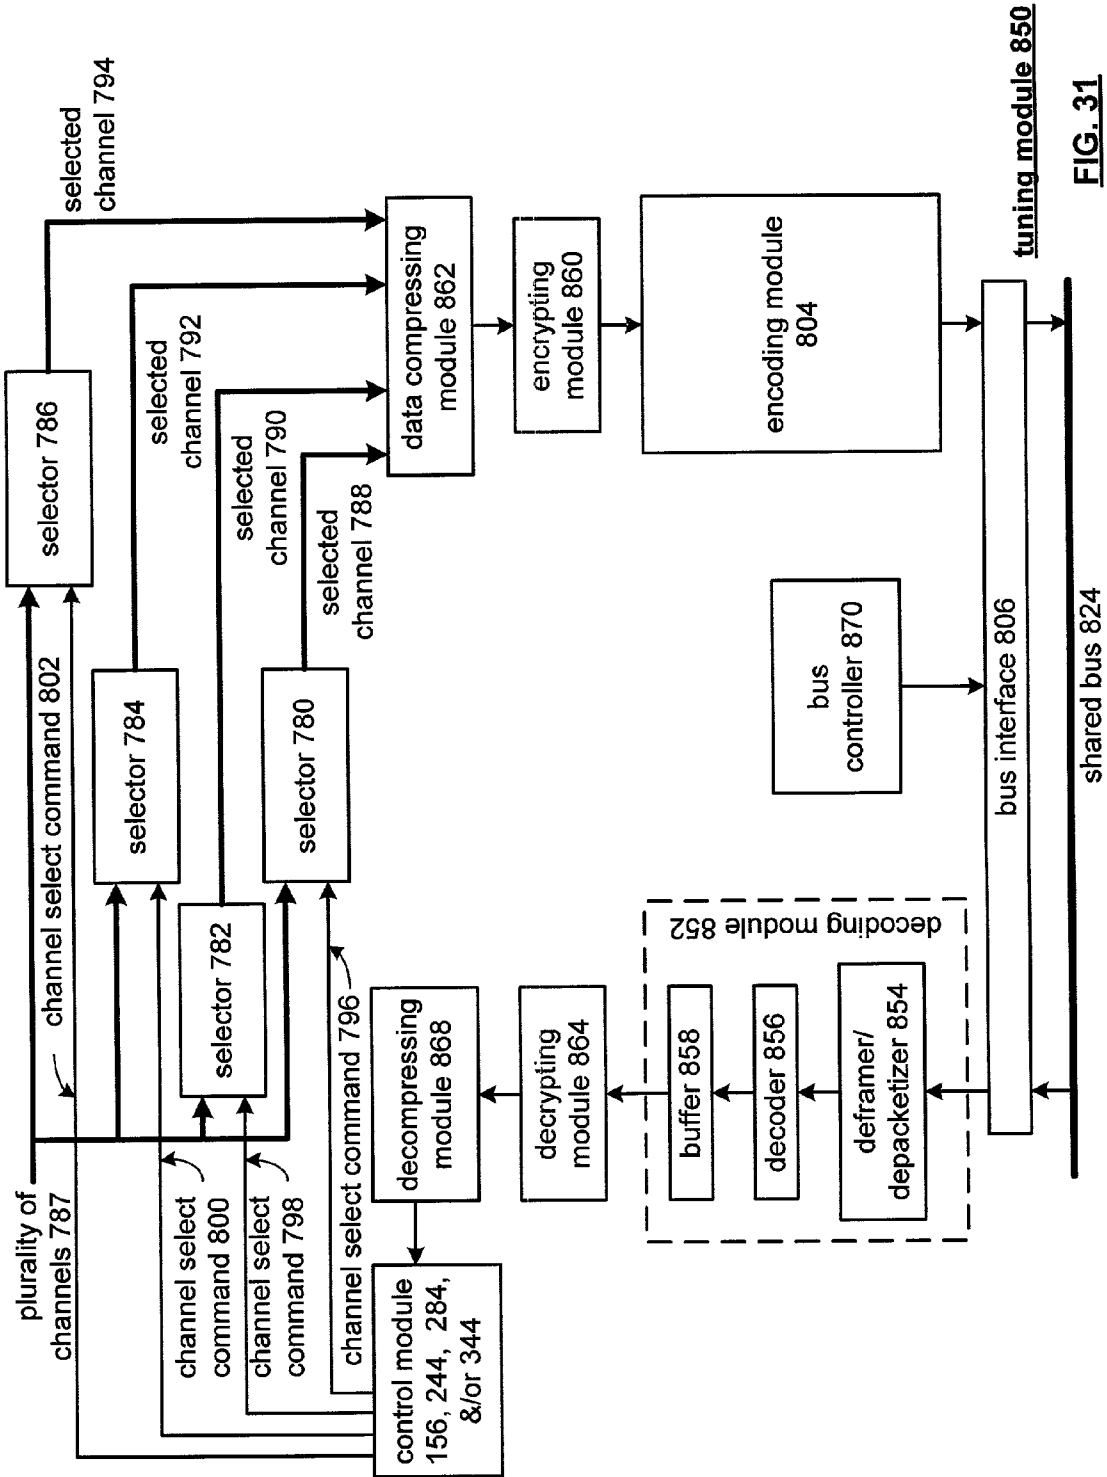 plurality of
channels 787
channel select command 802
selector 786
selected
channel 794
selector 784
selected
channel 792
channel select
command 800
selector 782
selected
channel 790
channel select
command 798
selector 780
selected
channel 788
channel select command 796
control module
156, 244, 284,
&/or 344
decompressing
module 868
data compressing
module 862
decrypting
module 864
encrypting
module 860
buffer 858
decoder 856
deframer/
depacketizer 854
decoding module 852
bus
controller 870
encoding module
804
bus interface 806
shared bus 824
tuning module 850
FIG. 31